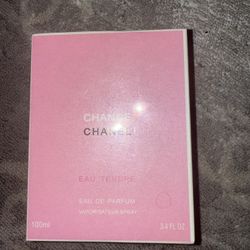 CHANCE
CHANEL
EAU TENDRE
EAU DE PARFUM
VAPORISATEUR SPRAY
100ml 3.4 FL.OZ